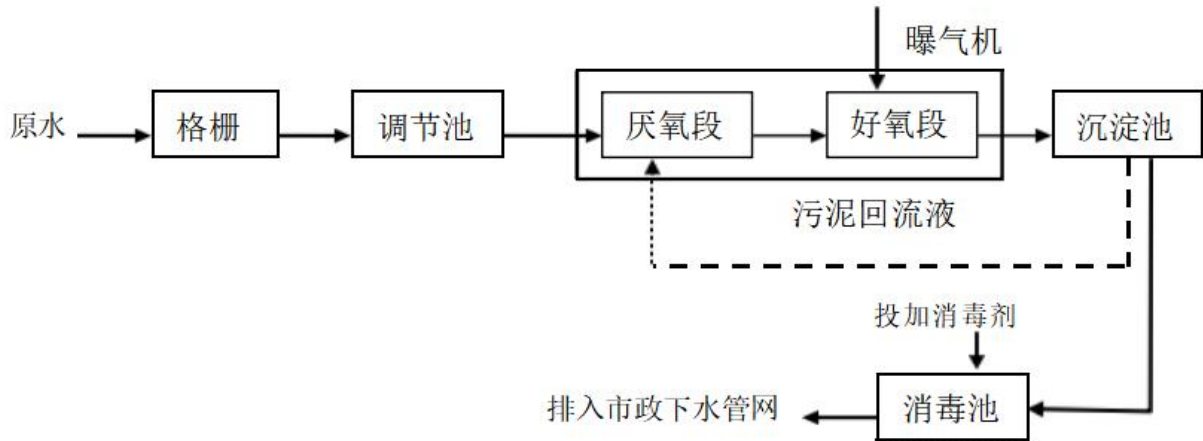 曝气机
原水
格栅
调节池
厌氧段
好氧段
沉淀池
污泥回流液
投加消毒剂
排入市政下水管网
消毒池